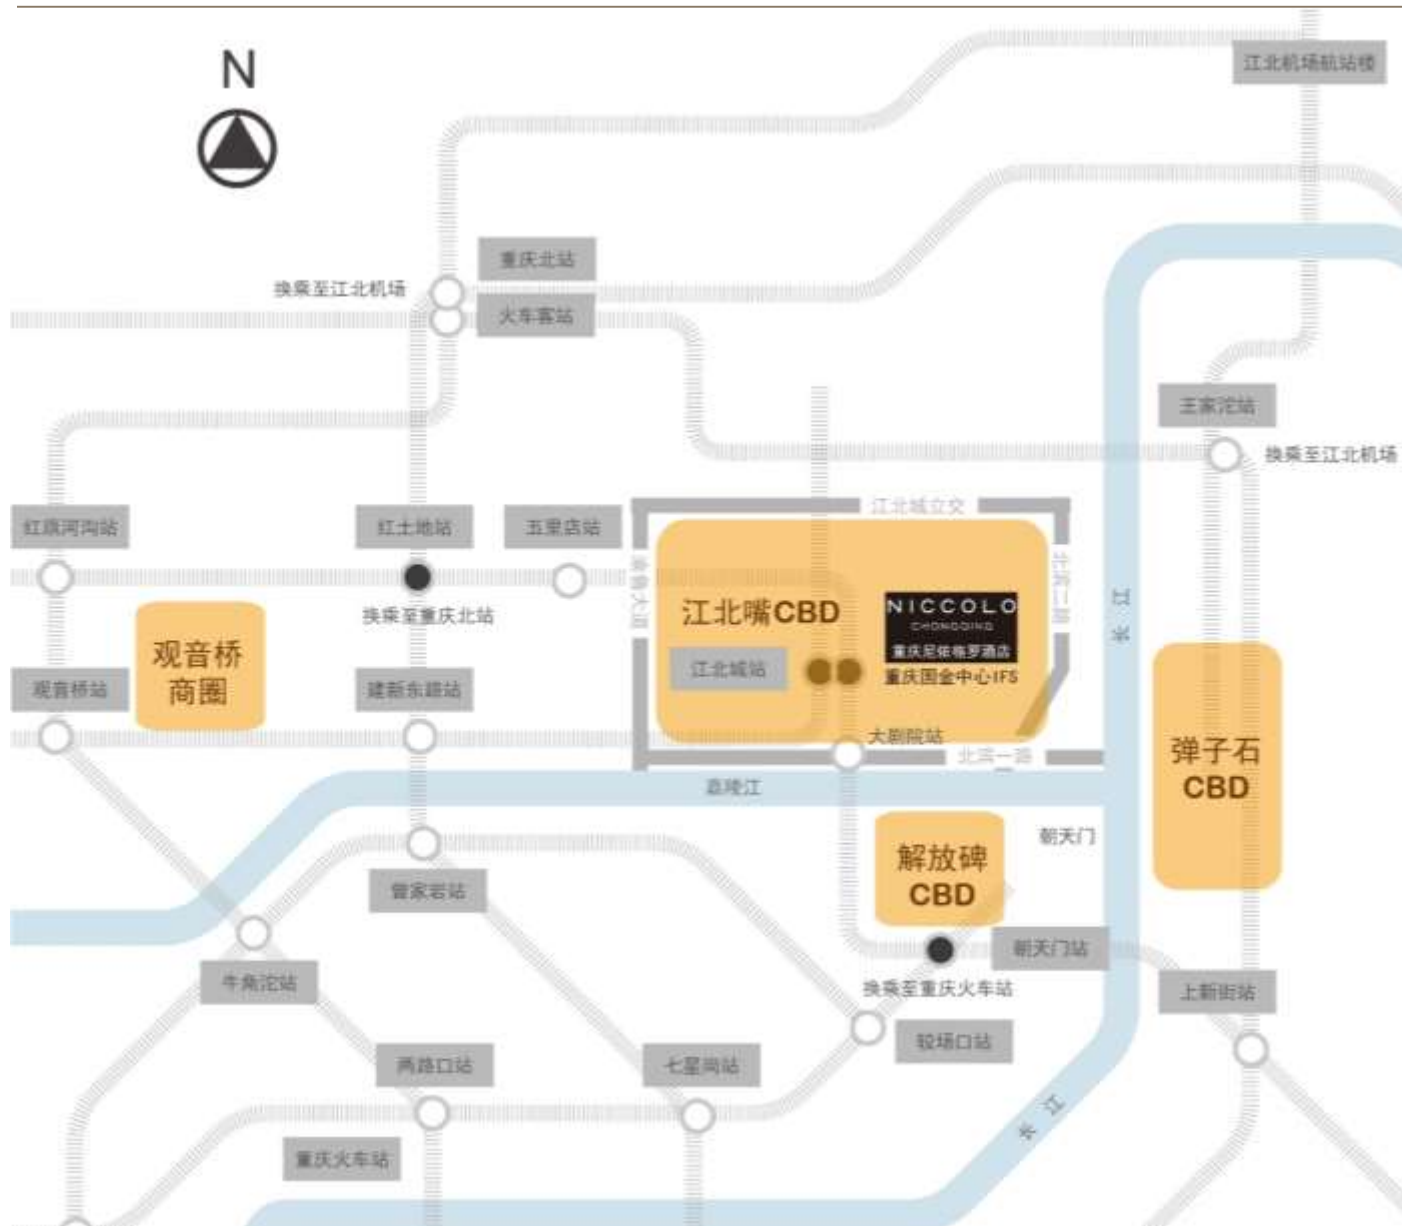 N
江北机场航站楼
重庆北站
换乘至江北机场
火车客站
王家沱站
换乘至江北机场
江北城立交
红旗河沟站
红土地站
五里店站
北滨二路
长江
江北嘴CBD
NICCOLO
CHONGQING
重庆尼依格罗酒店
重庆国金中心IFS
换乘至重庆北站
观音桥
商圈
江北城站
观音桥站
建新东路站
大剧院站
北滨一路
弹子石
CBD
嘉陵江
朝天门
解放碑
CBD
曾家岩站
朝天门站
牛角沱站
换乘至重庆火车站
上新街站
较场口站
两路口站
七星岗站
长江
重庆火车站